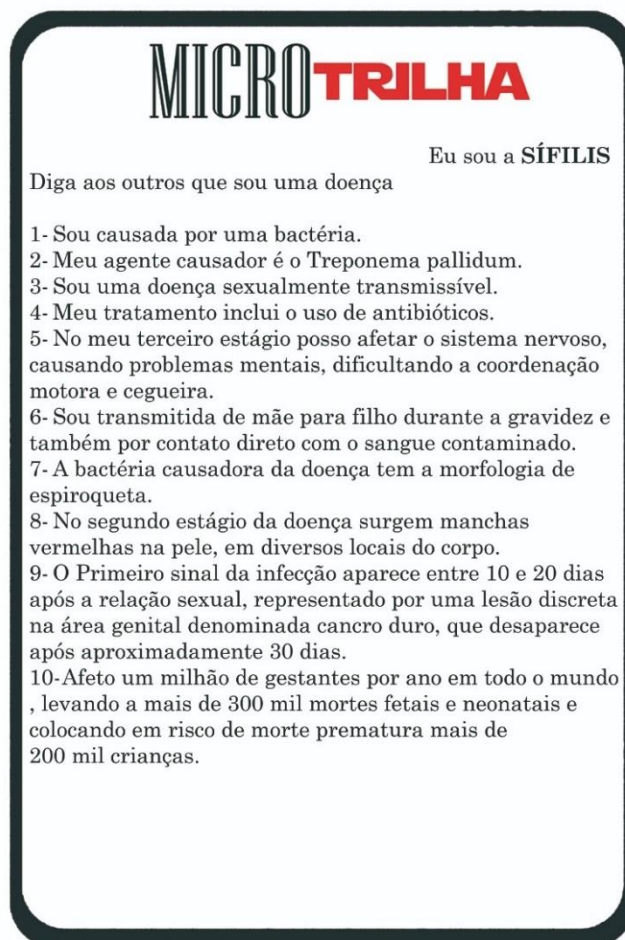 MICROTRILHA
Eu sou a SÍFILIS
Diga aos outros que sou uma doença
1- Sou causada por uma bactéria.
2- Meu agente causador é o Treponema pallidum.
3- Sou uma doença sexualmente transmissível.
4- Meu tratamento inclui o uso de antibióticos.
5- No meu terceiro estágio posso afetar o sistema nervoso,
causando problemas mentais, dificultando a coordenação
motora e cegueira.
6- Sou transmitida de mãe para filho durante a gravidez e
também por contato direto com o sangue contaminado.
7- A bactéria causadora da doença tem a morfologia de
espiroqueta.
8- No segundo estágio da doença surgem manchas
vermelhas na pele, em diversos locais do corpo.
9- O Primeiro sinal da infecção aparece entre 10 e 20 dias
após a relação sexual, representado por uma lesão discreta
na área genital denominada cancro duro, que desaparece
após aproximadamente 30 dias.
10-Afeto um milhão de gestantes por ano em todo o mundo
, levando a mais de 300 mil mortes fetais e neonatais e
colocando em risco de morte prematura mais de
200 mil crianças.